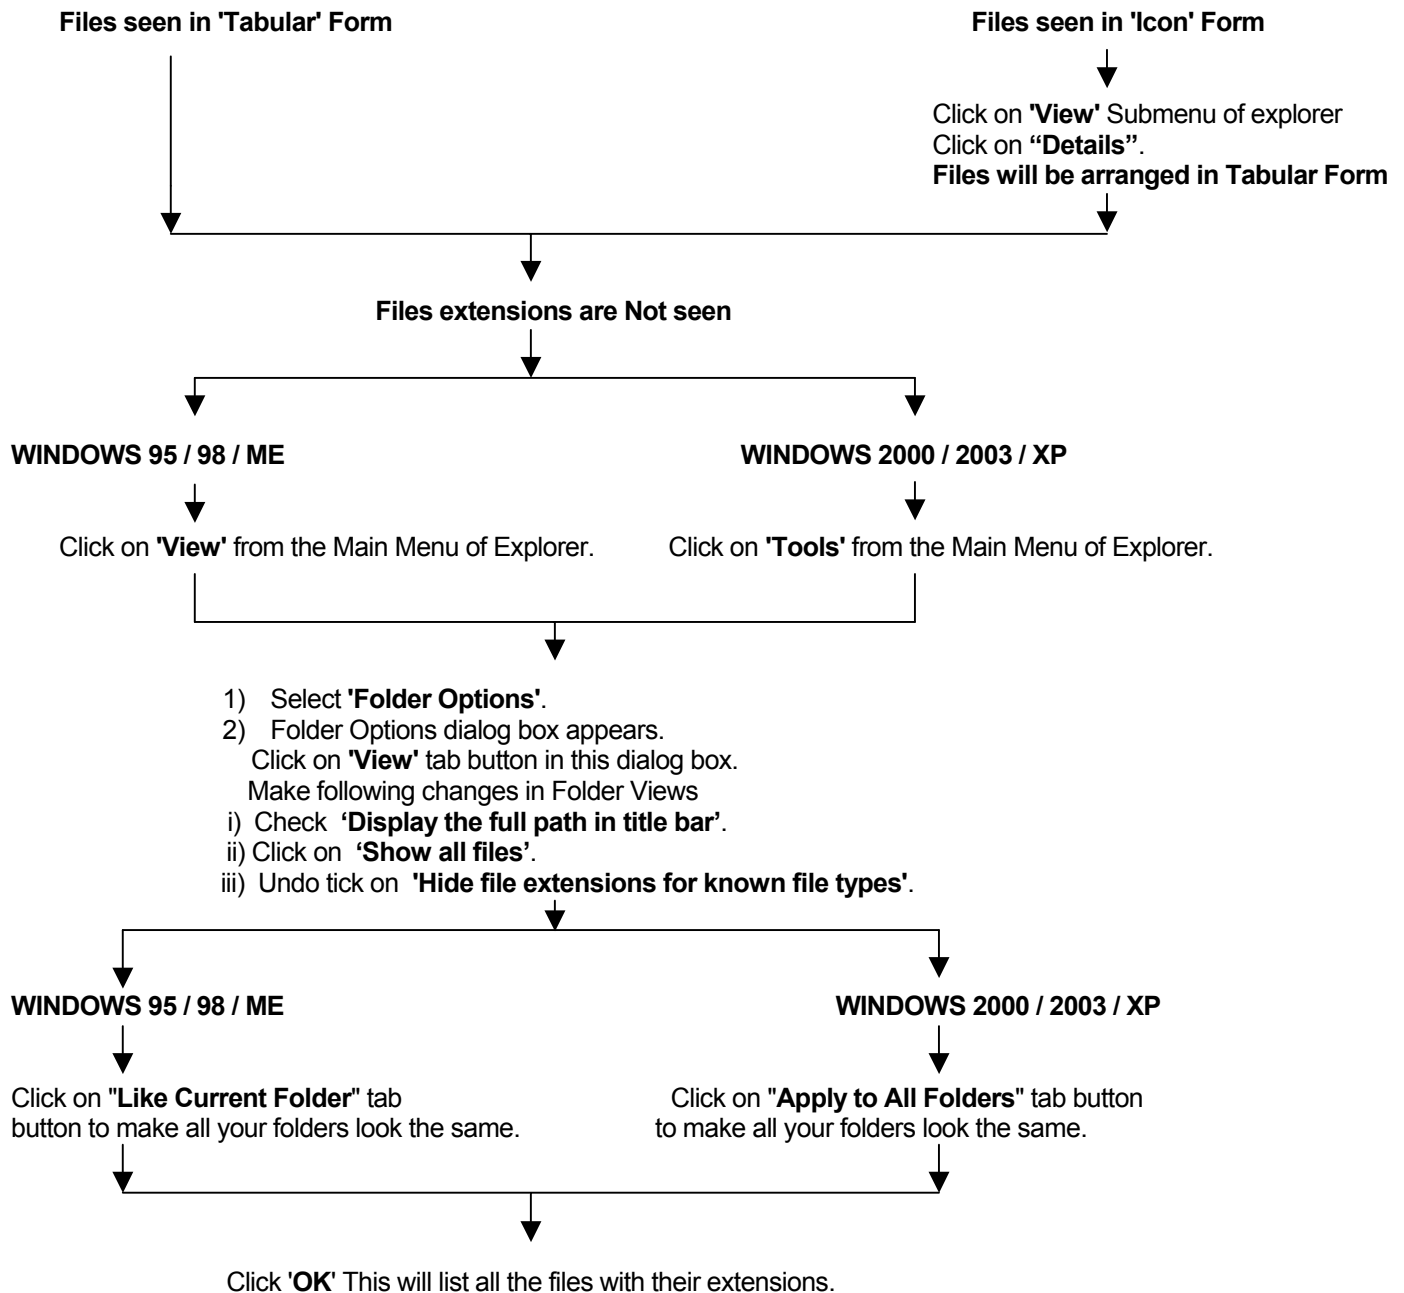 Files seen in 'Tabular' Form
Files seen in 'Icon' Form
Click on 'View' Submenu of explorer
Click on “Details”.
Files will be arranged in Tabular Form
Files extensions are Not seen
WINDOWS 95 / 98 / ME
WINDOWS 2000 / 2003 / XP
Click on 'View' from the Main Menu of Explorer.
Click on 'Tools' from the Main Menu of Explorer.
1) Select 'Folder Options'.
2) Folder Options dialog box appears.
Click on 'View' tab button in this dialog box.
Make following changes in Folder Views
i) Check ‘Display the full path in title bar’.
ii) Click on ‘Show all files’.
iii) Undo tick on 'Hide file extensions for known file types'.
WINDOWS 95 / 98 / ME
WINDOWS 2000 / 2003 / XP
Click on "Like Current Folder" tab
button to make all your folders look the same.
Click on "Apply to All Folders" tab button
to make all your folders look the same.
Click 'OK' This will list all the files with their extensions.